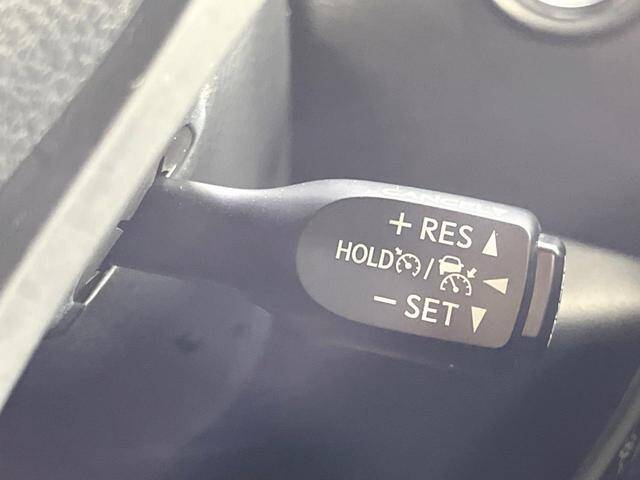 CANCEL
+ RES
HOLD /
− SET